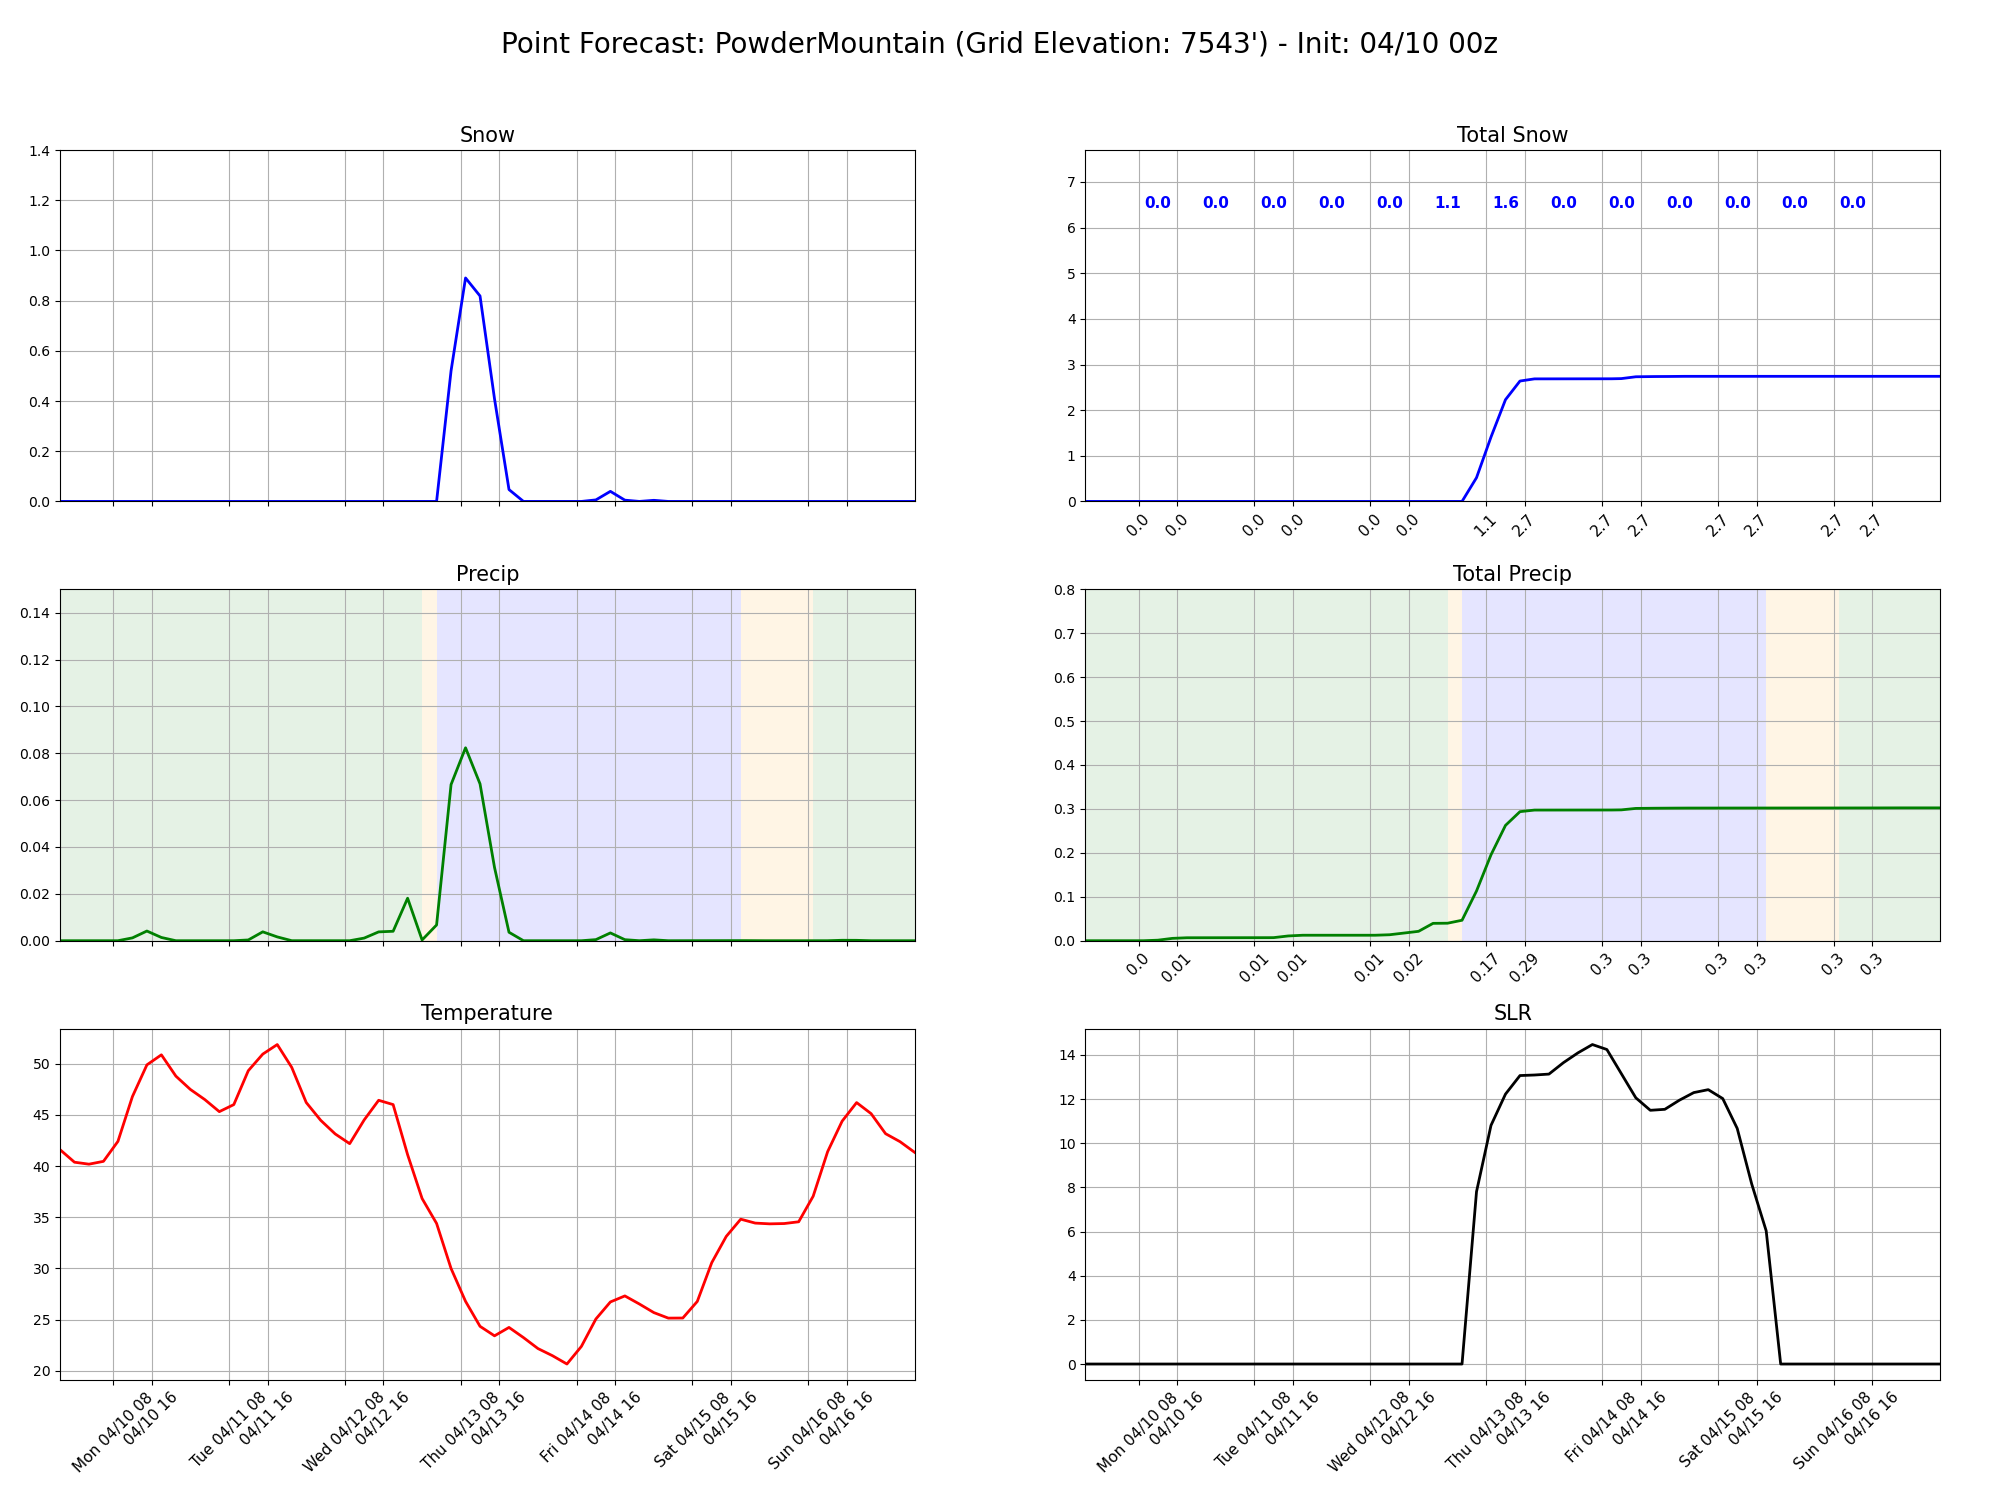 Point Forecast: PowderMountain (Grid Elevation: 7543') - Init: 04/10 00z
Snow
1.4
1.2
1.0
0.8
0.6
0.4
0.2
0.0
Total Snow
7
6
5
4
3
2
1
0
0.0 0.0 0.0 0.0 0.0 1.1 1.6 0.0 0.0 0.0 0.0 0.0 0.0
0.0 0.0 0.0 0.0 0.0 0.0 1.1 2.7 2.7 2.7 2.7 2.7 2.7 2.7
Precip
0.14
0.12
0.10
0.08
0.06
0.04
0.02
0.00
Total Precip
0.8
0.7
0.6
0.5
0.4
0.3
0.2
0.1
0.0
0.0 0.01 0.01 0.01 0.01 0.02 0.17 0.29 0.3 0.3 0.3 0.3 0.3 0.3
Temperature
50
45
40
35
30
25
20
Mon 04/10 08
04/10 16
Tue 04/11 08
04/11 16
Wed 04/12 08
04/12 16
Thu 04/13 08
04/13 16
Fri 04/14 08
04/14 16
Sat 04/15 08
04/15 16
Sun 04/16 08
04/16 16
SLR
14
12
10
8
6
4
2
0
Mon 04/10 08
04/10 16
Tue 04/11 08
04/11 16
Wed 04/12 08
04/12 16
Thu 04/13 08
04/13 16
Fri 04/14 08
04/14 16
Sat 04/15 08
04/15 16
Sun 04/16 08
04/16 16